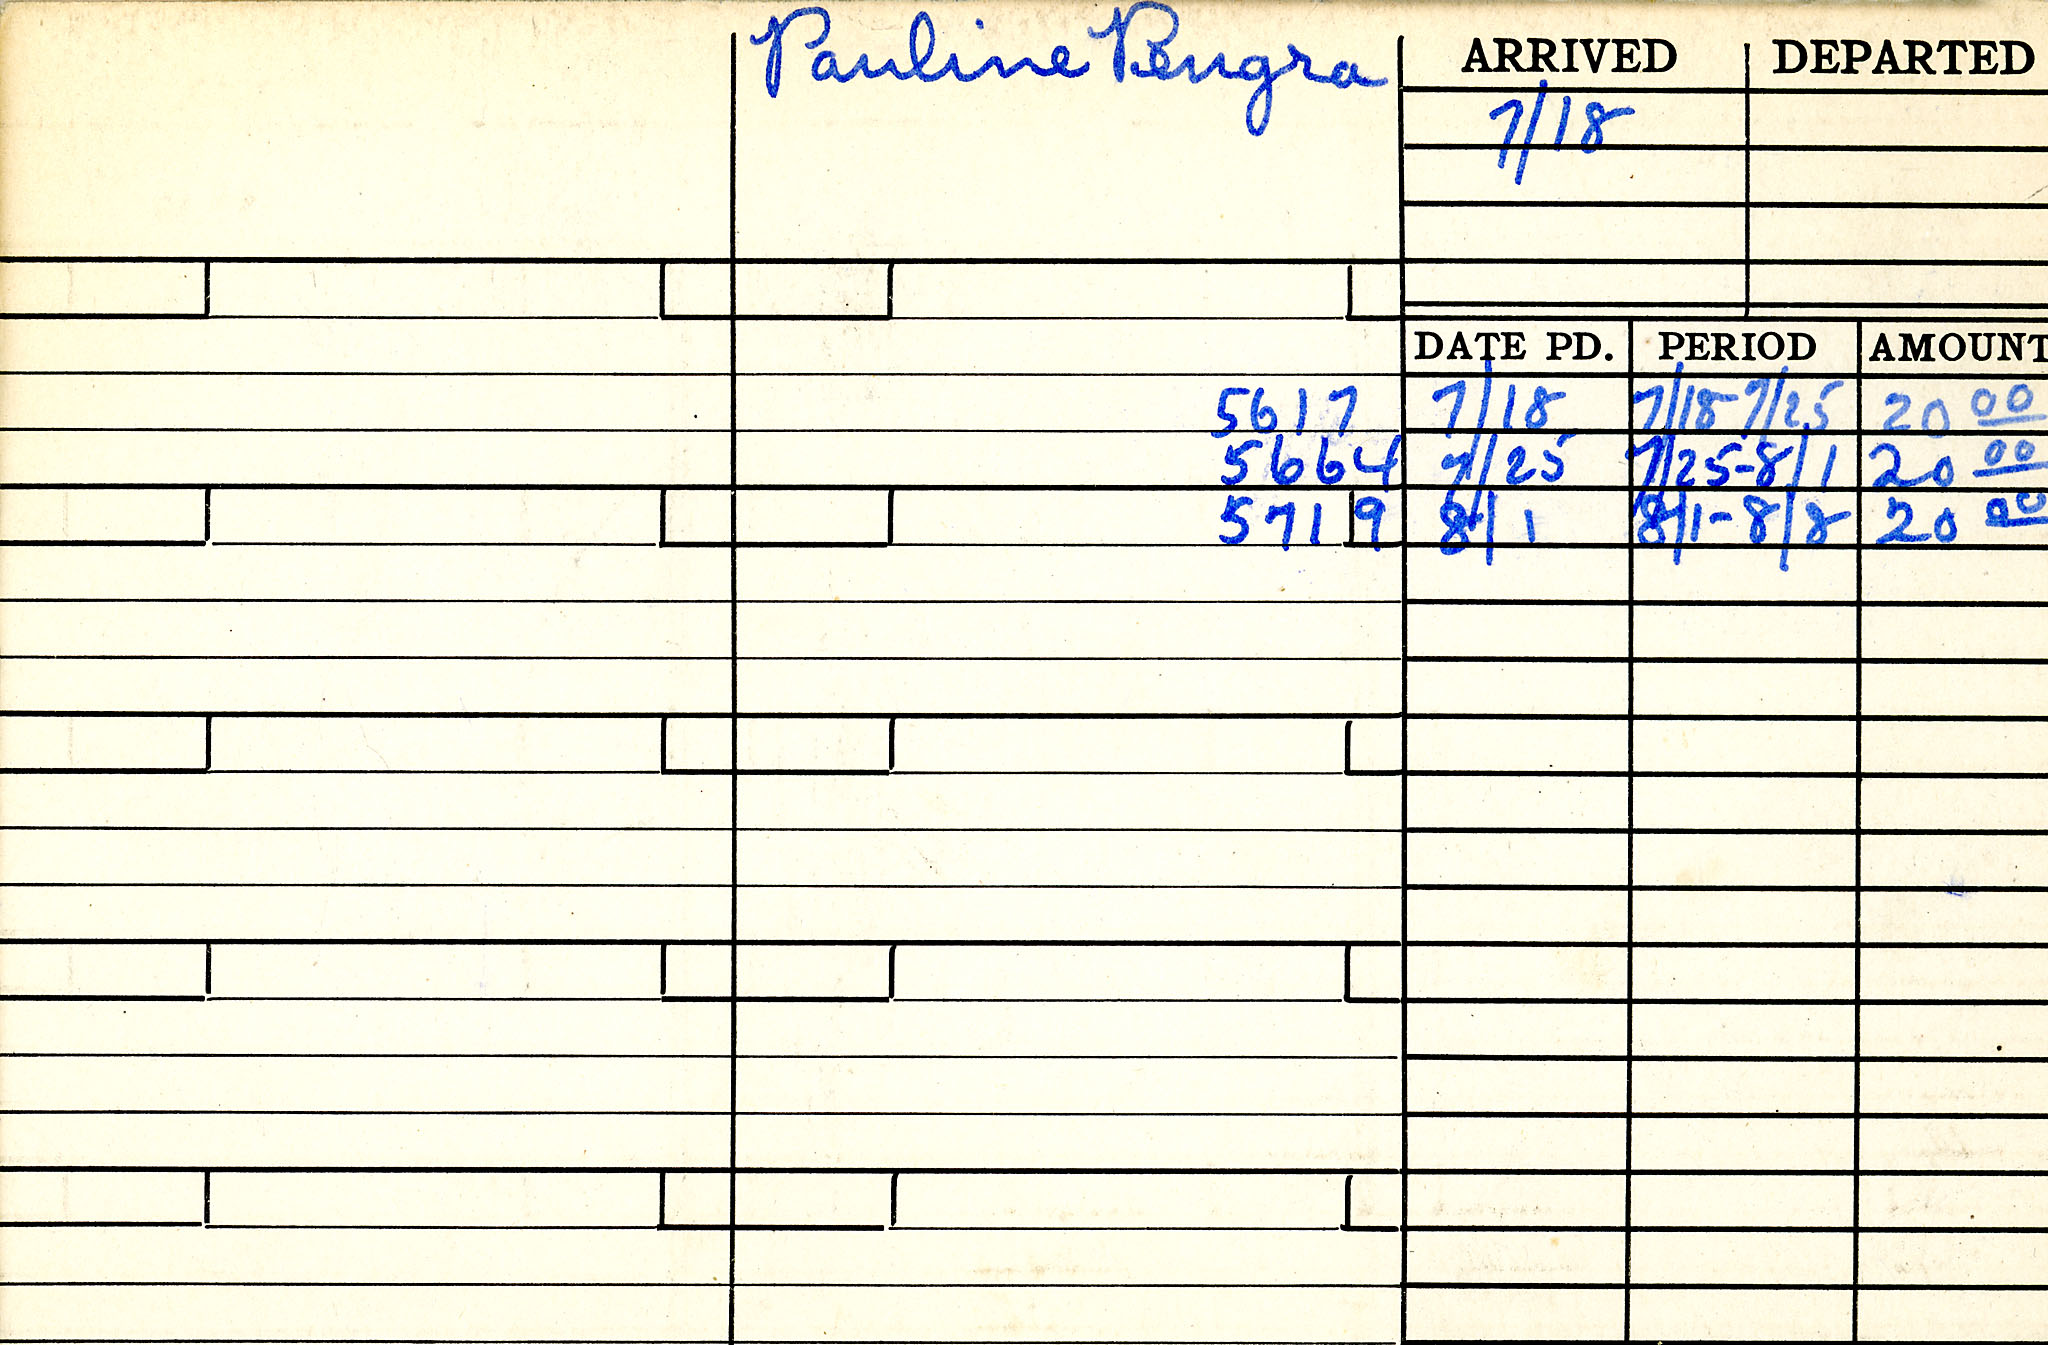 Pauline Pengra
ARRIVED DEPARTED
7/18
DATE PD. PERIOD AMOUNT
5617 7/18 7/18-7/25 20 00
5664 7/25 7/25-8/1 20 00
5719 8/1 8/1-8/8 20 00